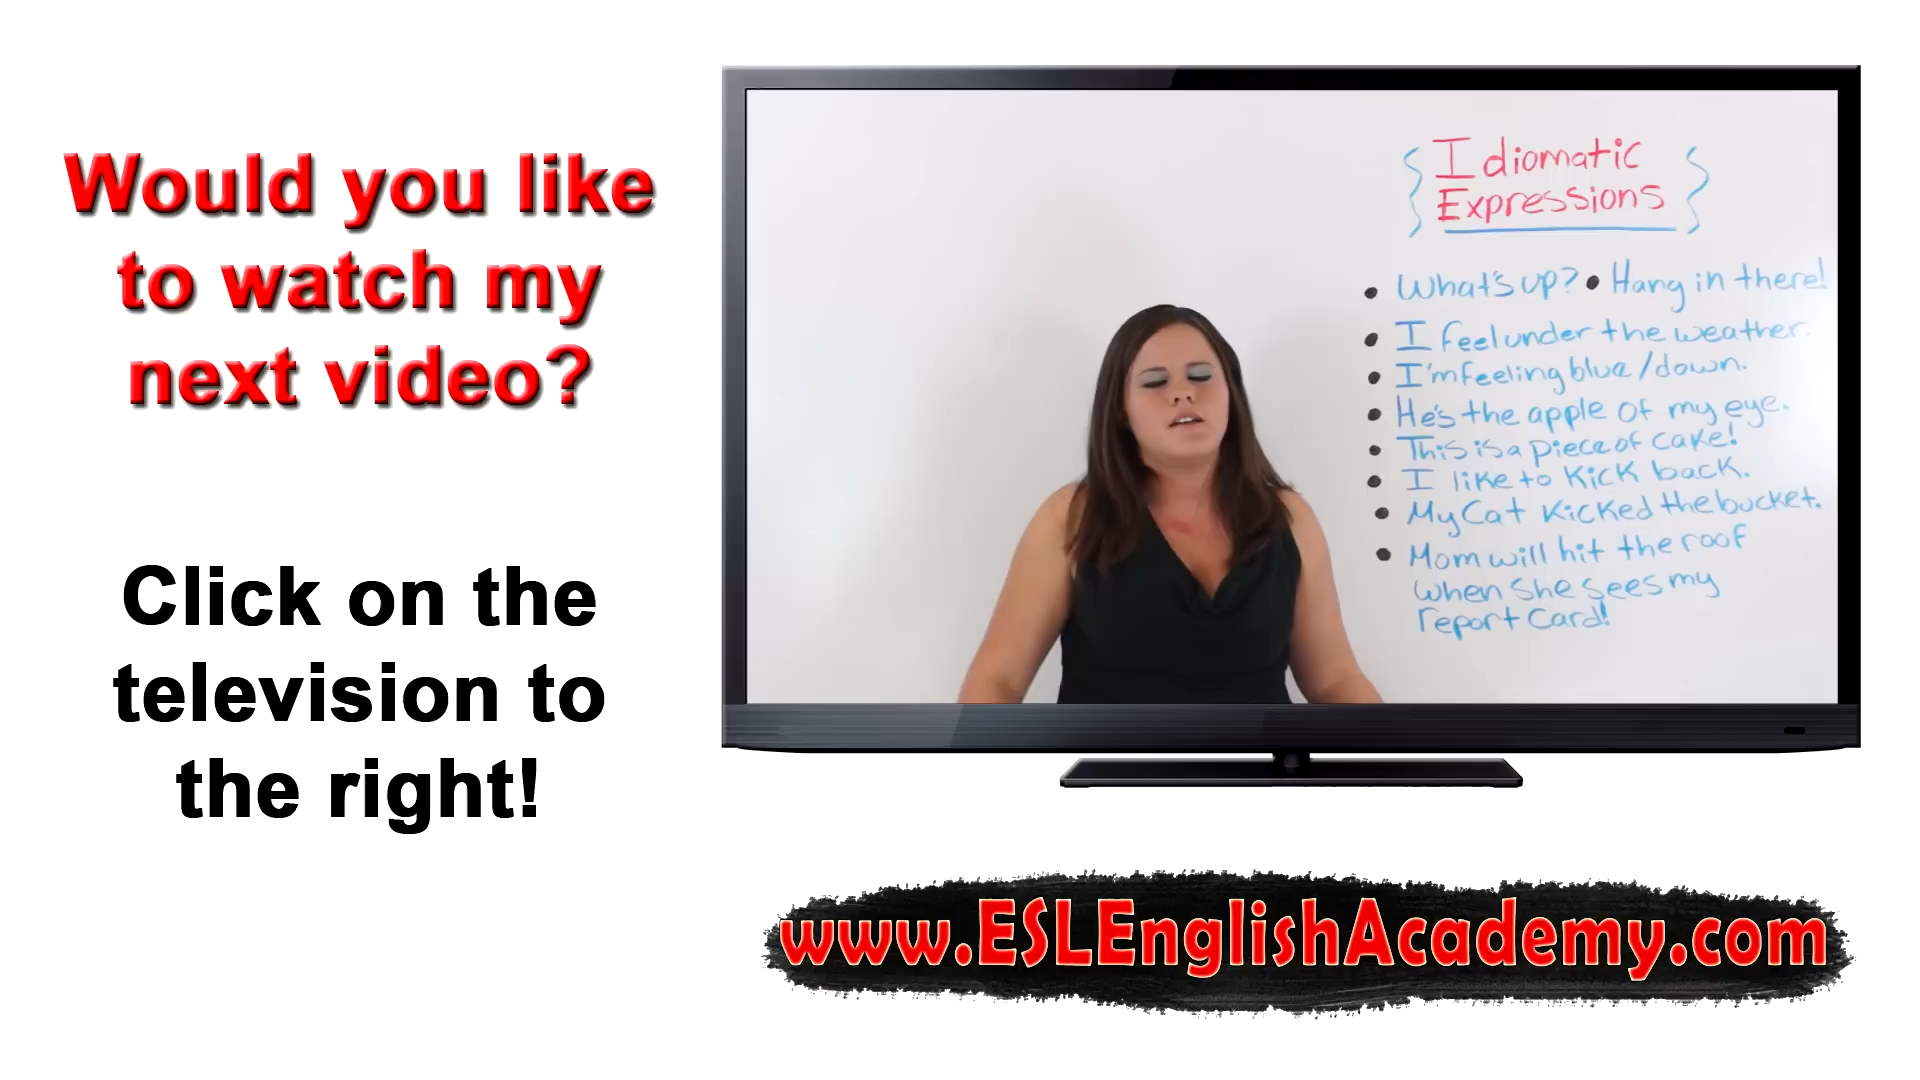 Would you like
to watch my
next video?
Click on the
television to
the right!
Idiomatic
Expressions
• What's up? • Hang in there!
• I feel under the weather.
• I'm feeling blue/down.
• He's the apple of my eye.
• This is a piece of cake!
• I like to kick back.
• My Cat kicked the bucket.
• Mom will hit the roof
when she sees my
report card!
www.ESLEnglishAcademy.com